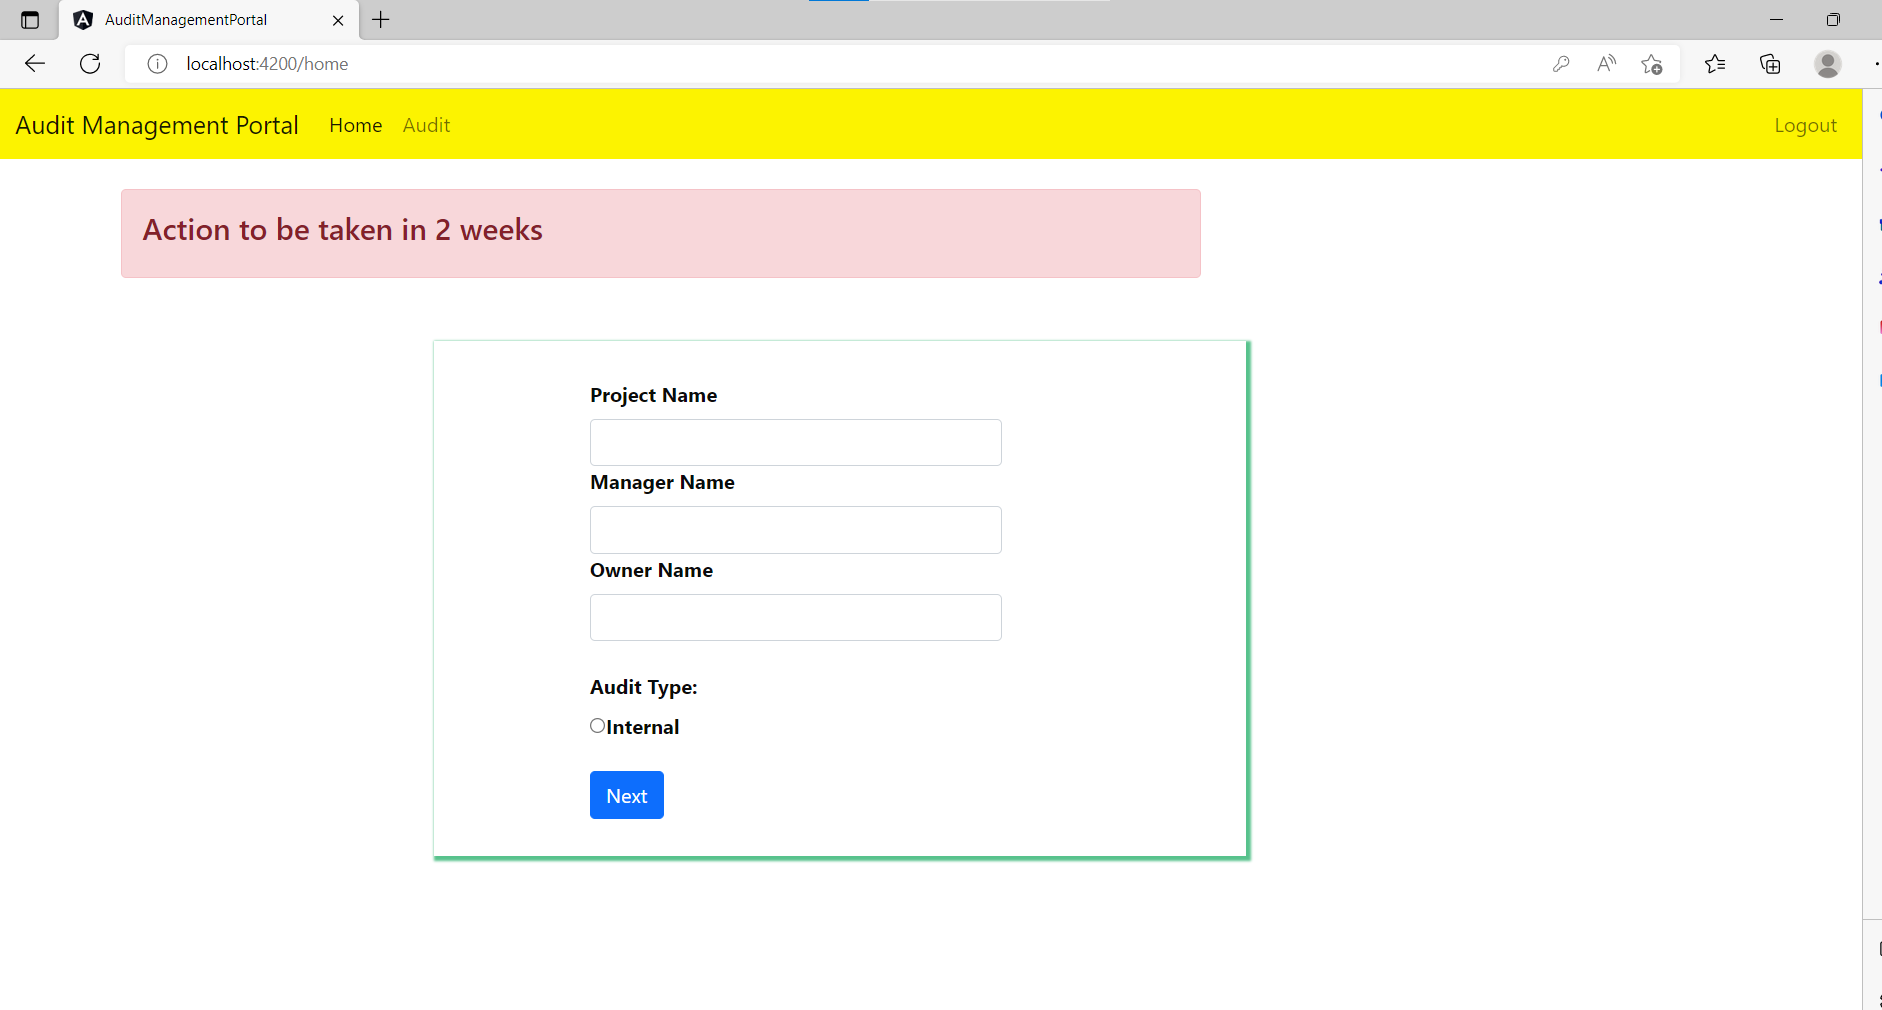 AuditManagementPortal
localhost:4200/home
Audit Management Portal Home Audit Logout
Action to be taken in 2 weeks
Project Name
Manager Name
Owner Name
Audit Type:
Internal
Next